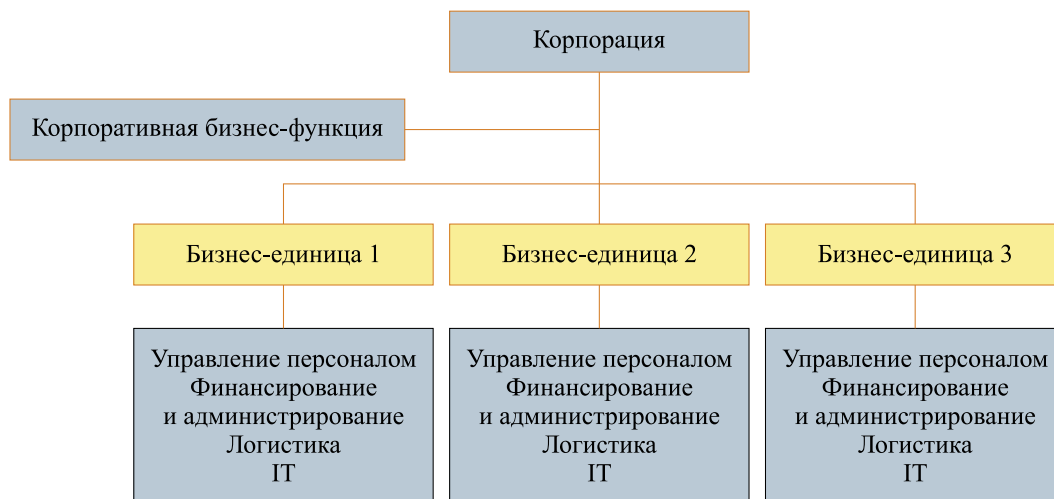 Корпорация
Корпоративная бизнес-функция
Бизнес-единица 1
Бизнес-единица 2
Бизнес-единица 3
Управление персоналом
Финансирование
и администрирование
Логистика
IT
Управление персоналом
Финансирование
и администрирование
Логистика
IT
Управление персоналом
Финансирование
и администрирование
Логистика
IT